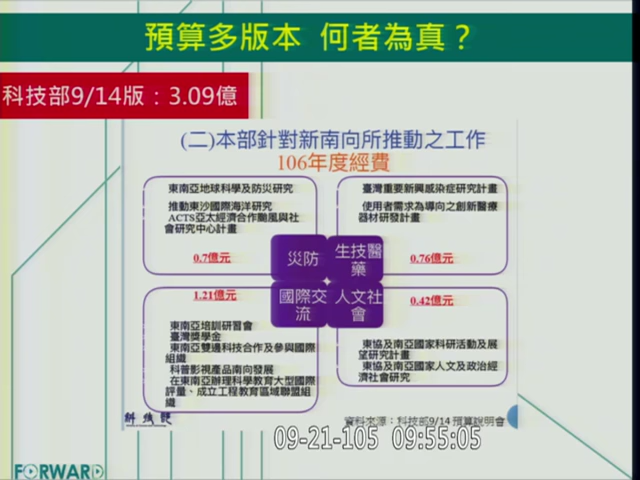 預算多版本 何者為真？
科技部9/14版：3.09億
(二)本部針對新南向所推動之工作
106年度經費
東南亞地球科學及防災研究
推動東沙國際海洋研究
ACTS亞太經濟合作颱風與社
會研究中心計畫
0.7億元
臺灣重要新興感染症研究計畫
使用者需求為導向之創新醫療
器材研發計畫
0.76億元
災防
生技醫
藥
國際交
流
人文社
會
1.21億元
東南亞培訓研習會
臺灣獎學金
東南亞雙邊科技合作及參與國際
組織
科普影視產品南向發展
在東南亞辦理科學教育大型國際
評量、成立工程教育區域聯盟組
織
0.42億元
東協及南亞國家科研活動及展
望研究計畫
東協及南亞國家人文及政治經
濟社會研究
科技部
資料來源：科技部9/14 預算說明會
09-21-105 09:55:05
FORWARD